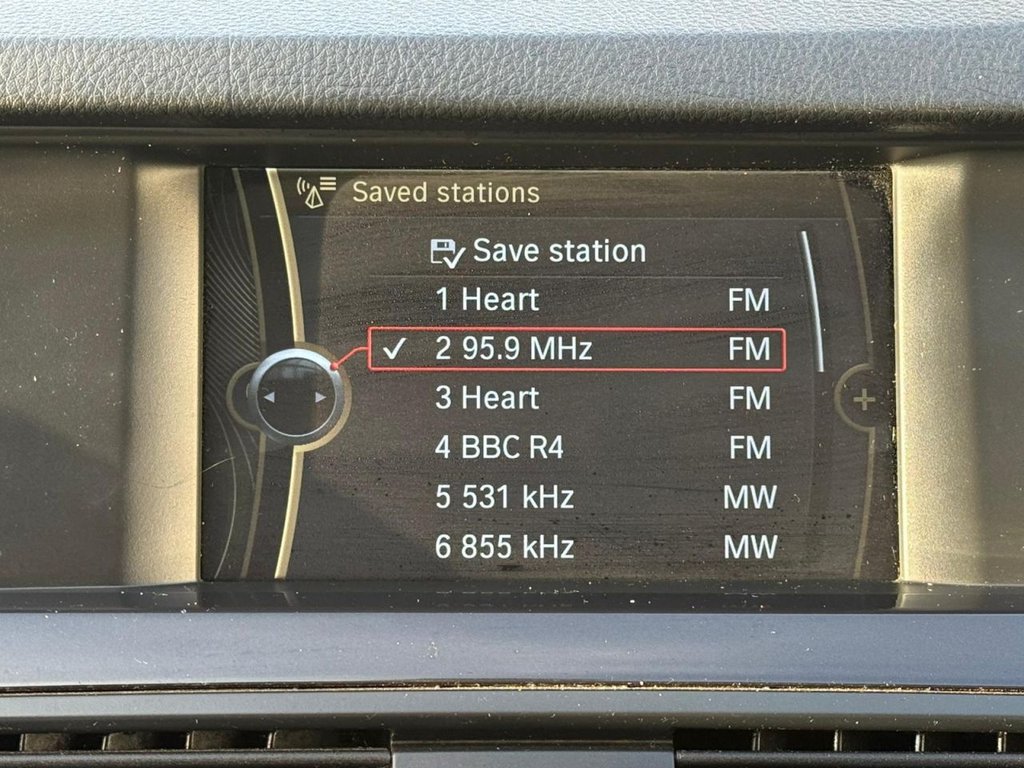 Saved stations
Save station
1 Heart FM
2 95.9 MHz FM
3 Heart FM
4 BBC R4 FM
5 531 kHz MW
6 855 kHz MW